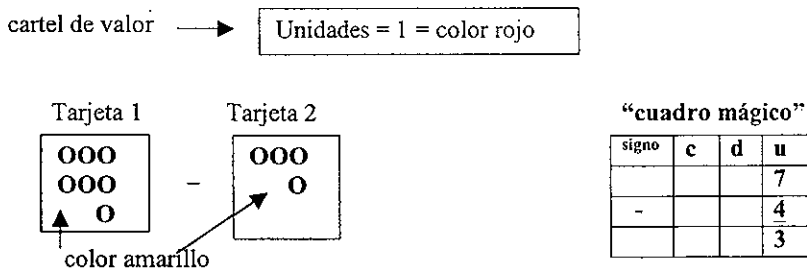 cartel de valor
Unidades = 1 = color rojo
Tarjeta 1
Tarjeta 2
"cuadro mágico"
OOO
OOO
O
-
OOO
O
signo c d u
7
- 4
3
color amarillo